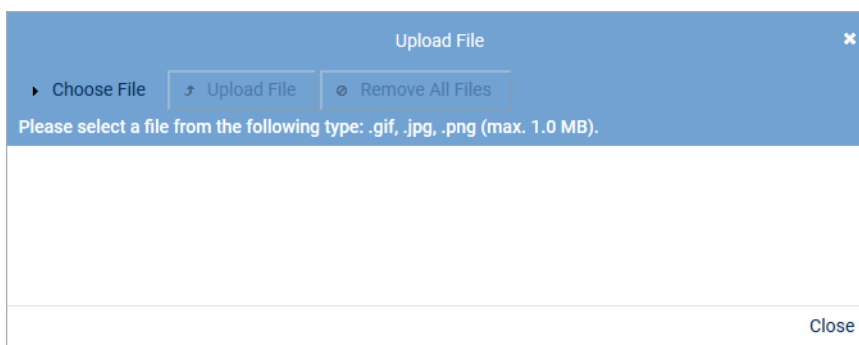 Upload File
Choose File Upload File Remove All Files
Please select a file from the following type: .gif, .jpg, .png (max. 1.0 MB).
Close